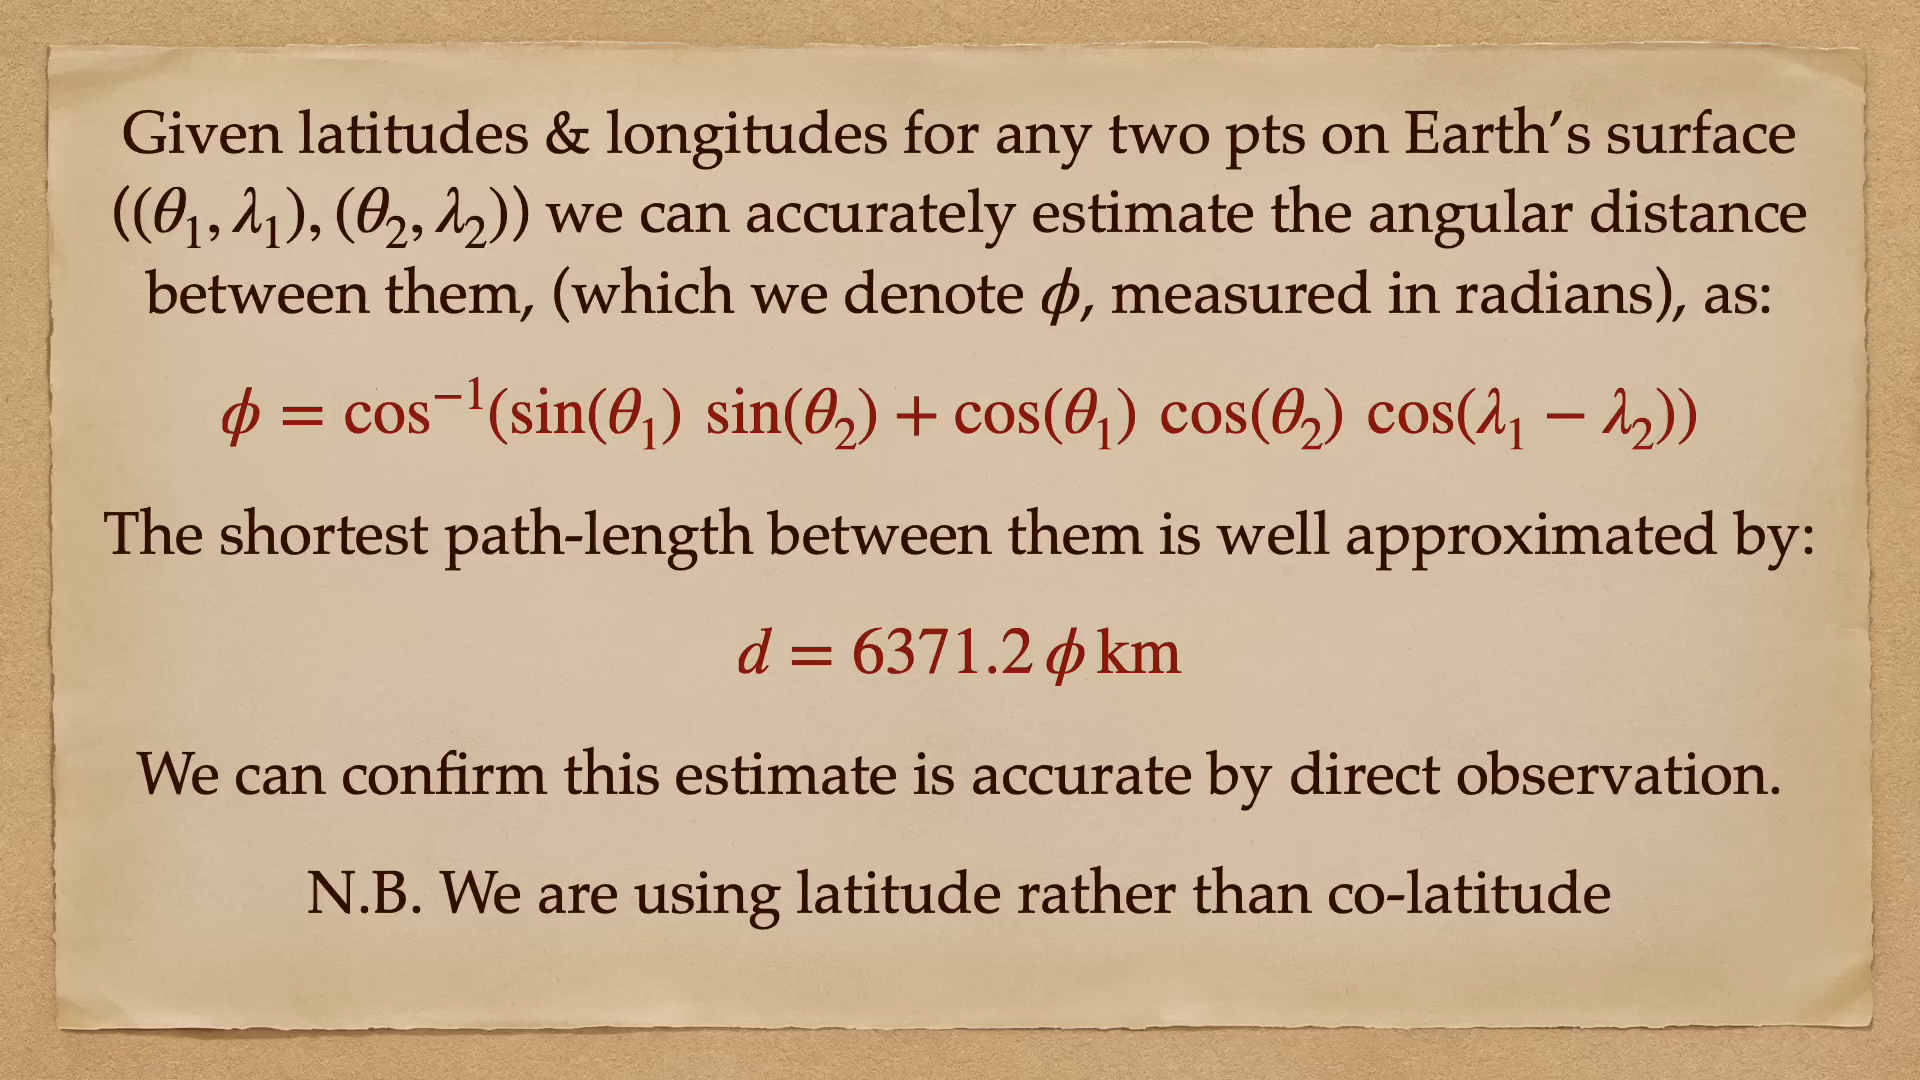 Given latitudes & longitudes for any two pts on Earth’s surface
((θ₁, λ₁), (θ₂, λ₂)) we can accurately estimate the angular distance
between them, (which we denote ϕ, measured in radians), as:
ϕ = cos⁻¹(sin(θ₁) sin(θ₂) + cos(θ₁) cos(θ₂) cos(λ₁ − λ₂))
The shortest path-length between them is well approximated by:
d = 6371.2 ϕ km
We can confirm this estimate is accurate by direct observation.
N.B. We are using latitude rather than co-latitude